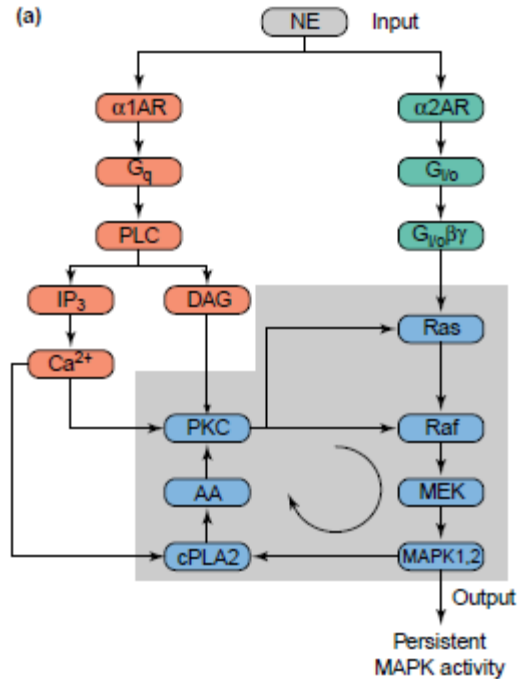 (a)
NE Input
α1AR α2AR
Gq Gi/o
PLC Gi/oβγ
IP3 DAG
Ras
Ca2+
PKC Raf
AA MEK
cPLA2 MAPK1,2
Output
Persistent
MAPK activity